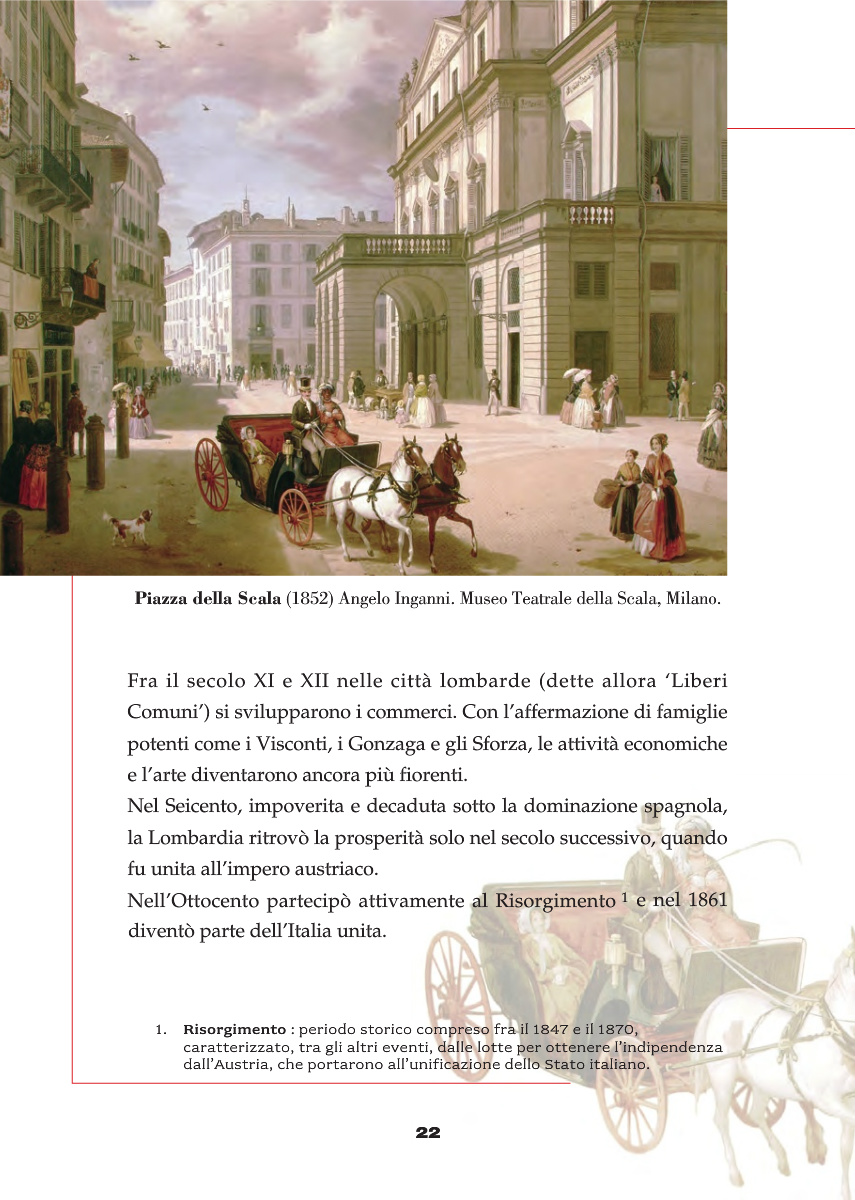 Piazza della Scala (1852) Angelo Inganni. Museo Teatrale della Scala, Milano.
Fra il secolo XI e XII nelle città lombarde (dette allora ‘Liberi
Comuni’) si svilupparono i commerci. Con l’affermazione di famiglie
potenti come i Visconti, i Gonzaga e gli Sforza, le attività economiche
e l’arte diventarono ancora più fiorenti.
Nel Seicento, impoverita e decaduta sotto la dominazione spagnola,
la Lombardia ritrovò la prosperità solo nel secolo successivo, quando
fu unita all’impero austriaco.
Nell’Ottocento partecipò attivamente al Risorgimento ¹ e nel 1861
diventò parte dell’Italia unita.
1. Risorgimento : periodo storico compreso fra il 1847 e il 1870,
caratterizzato, tra gli altri eventi, dalle lotte per ottenere l’indipendenza
dall’Austria, che portarono all’unificazione dello Stato italiano.
22